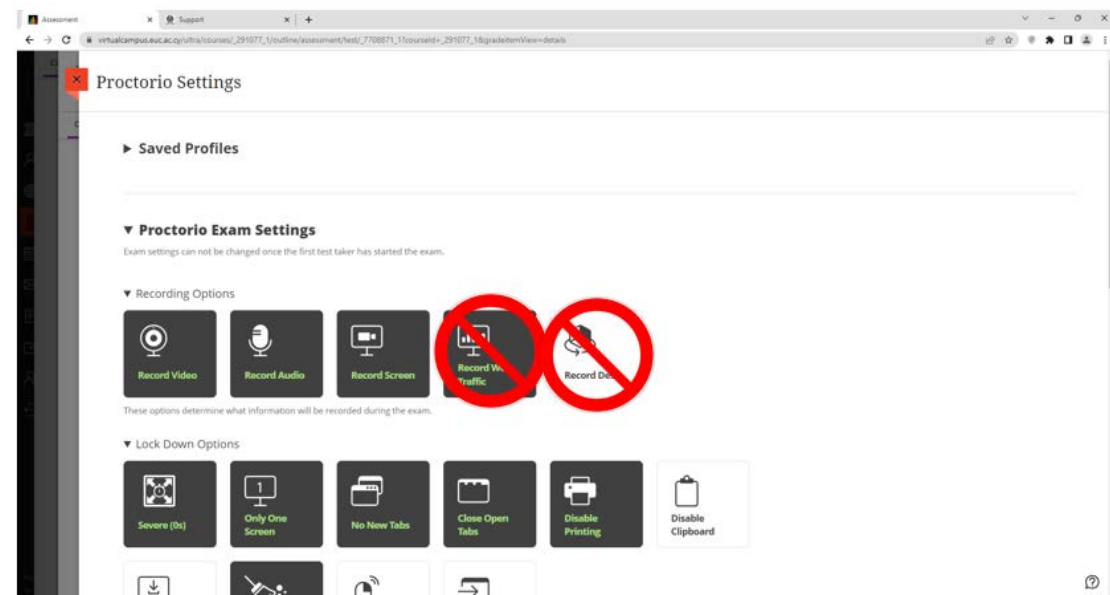 Assessment
Support
virtualcampus.euc.ac.cy/ultra/courses/_291077_1/outline/assessment/test/_7708871_1?courseId=_291077_1&gradeitemView=details
Proctorio Settings
Saved Profiles
Proctorio Exam Settings
Exam settings can not be changed once the first test taker has started the exam.
Recording Options
Record Video
Record Audio
Record Screen
Record
Traffic
Record
These options determine what information will be recorded during the exam.
Lock Down Options
Severe (0s)
1
Only One
Screen
No New Tabs
Close Open
Tabs
Disable
Printing
Disable
Clipboard